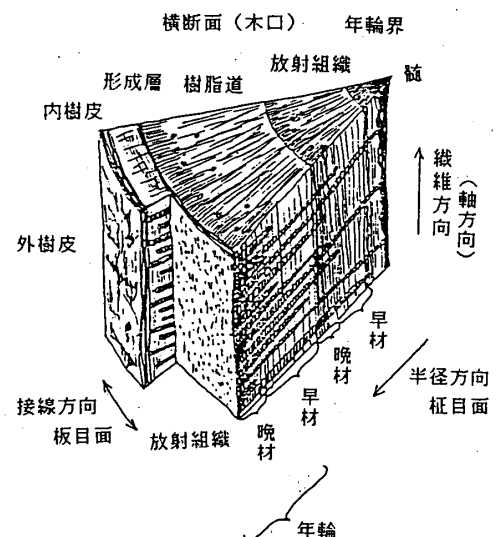 横断面（木口）　年輪界
放射組織
髄
形成層　樹脂道
内樹皮
繊維方向
（軸方向）
外樹皮
早材
晩材
早材
晩材
半径方向
柾目面
接線方向
板目面
放射組織
年輪